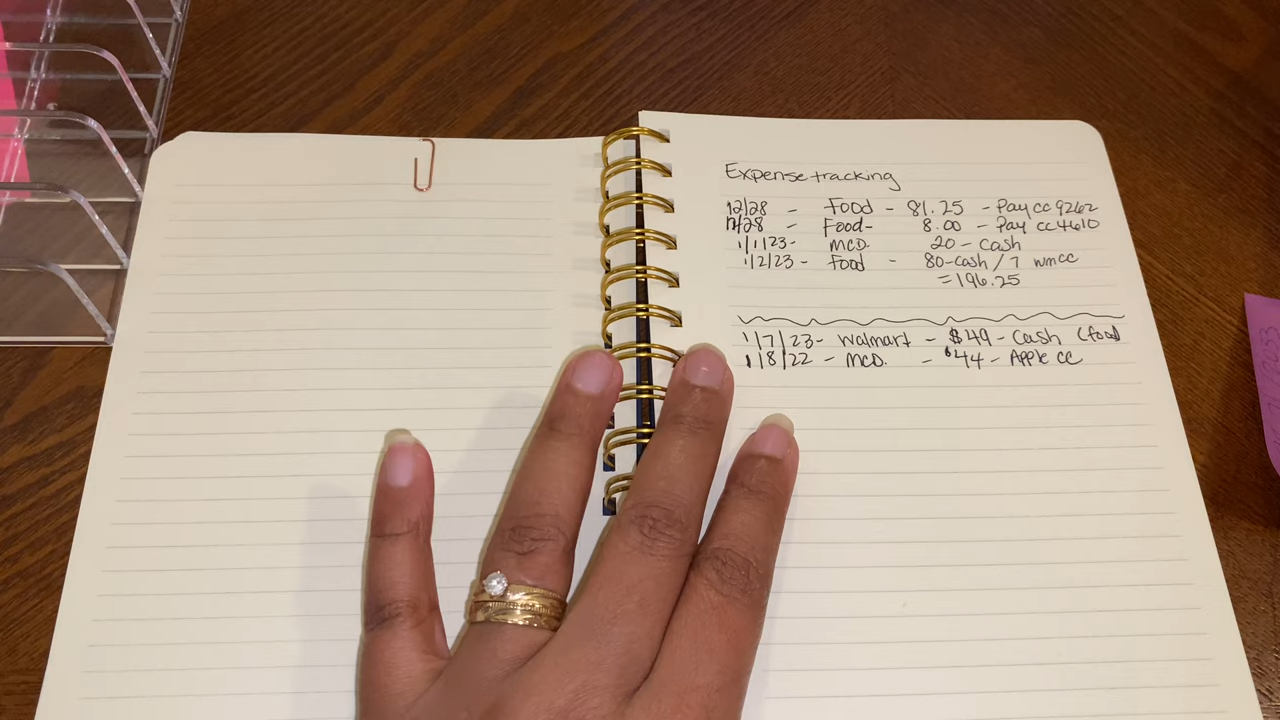 Expense tracking
12/28 - Food - 81.25 - Pay cc 9262
12/28 - Food - 8.00 - Pay cc 4610
1/1/23 - McD. 20 - Cash
1/2/23 - Food - 80-cash / 7 wmcc
= 196.25
1/7/23 - Walmart - $49 - Cash (food
1/8/22 - McD. - $44 - Apple cc